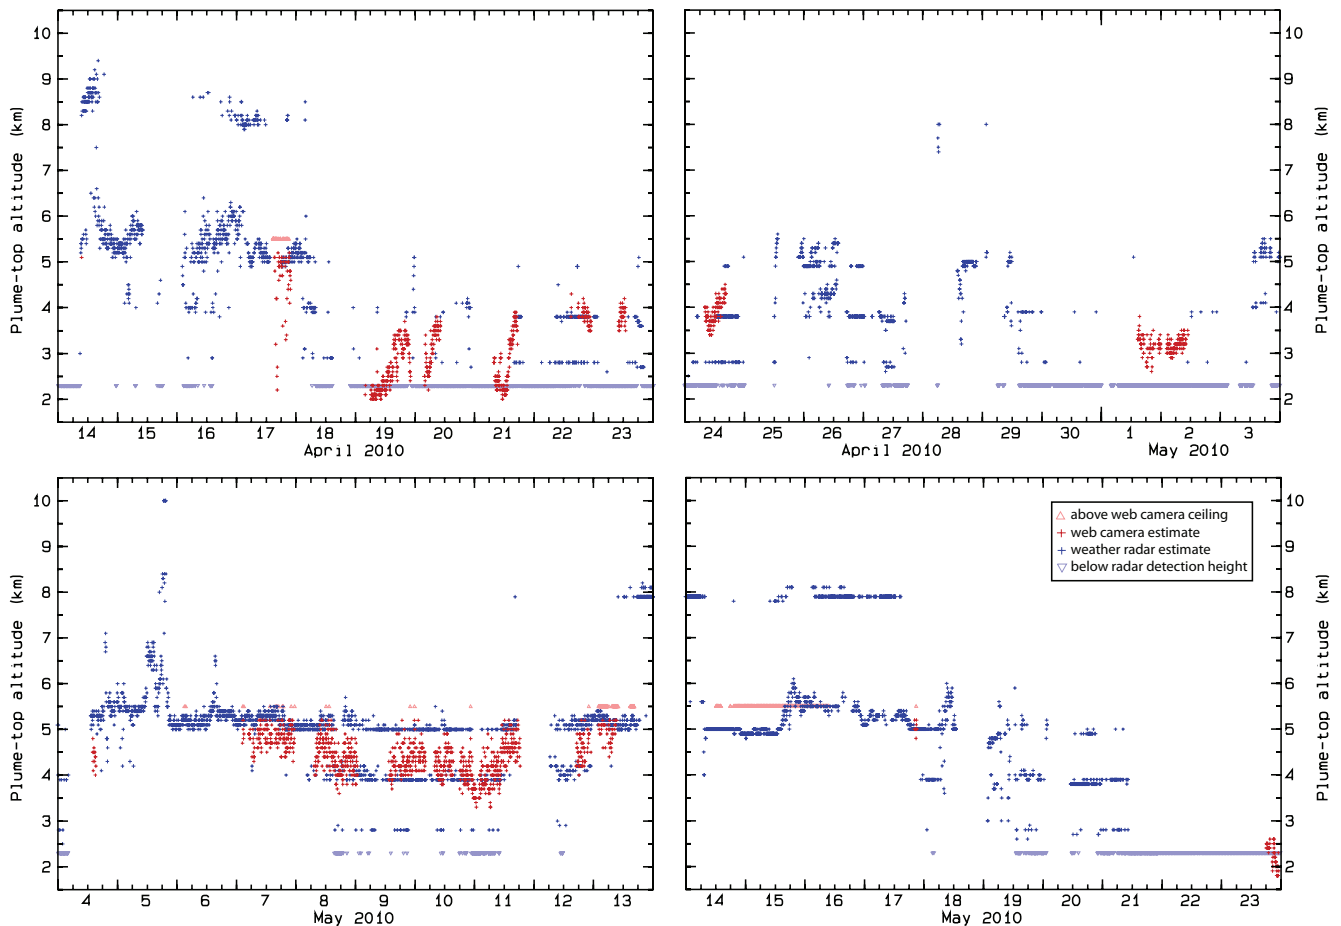 10
9
8
7
6
5
4
3
2
Plume-top altitude (km)
14 15 16 17 18 19 20 21 22 23
April 2010
10
9
8
7
6
5
4
3
2
Plume-top altitude (km)
24 25 26 27 28 29 30 1 2 3
April 2010 May 2010
10
9
8
7
6
5
4
3
2
Plume-top altitude (km)
4 5 6 7 8 9 10 11 12 13
May 2010
above web camera ceiling
web camera estimate
weather radar estimate
below radar detection height
10
9
8
7
6
5
4
3
2
Plume-top altitude (km)
14 15 16 17 18 19 20 21 22 23
May 2010